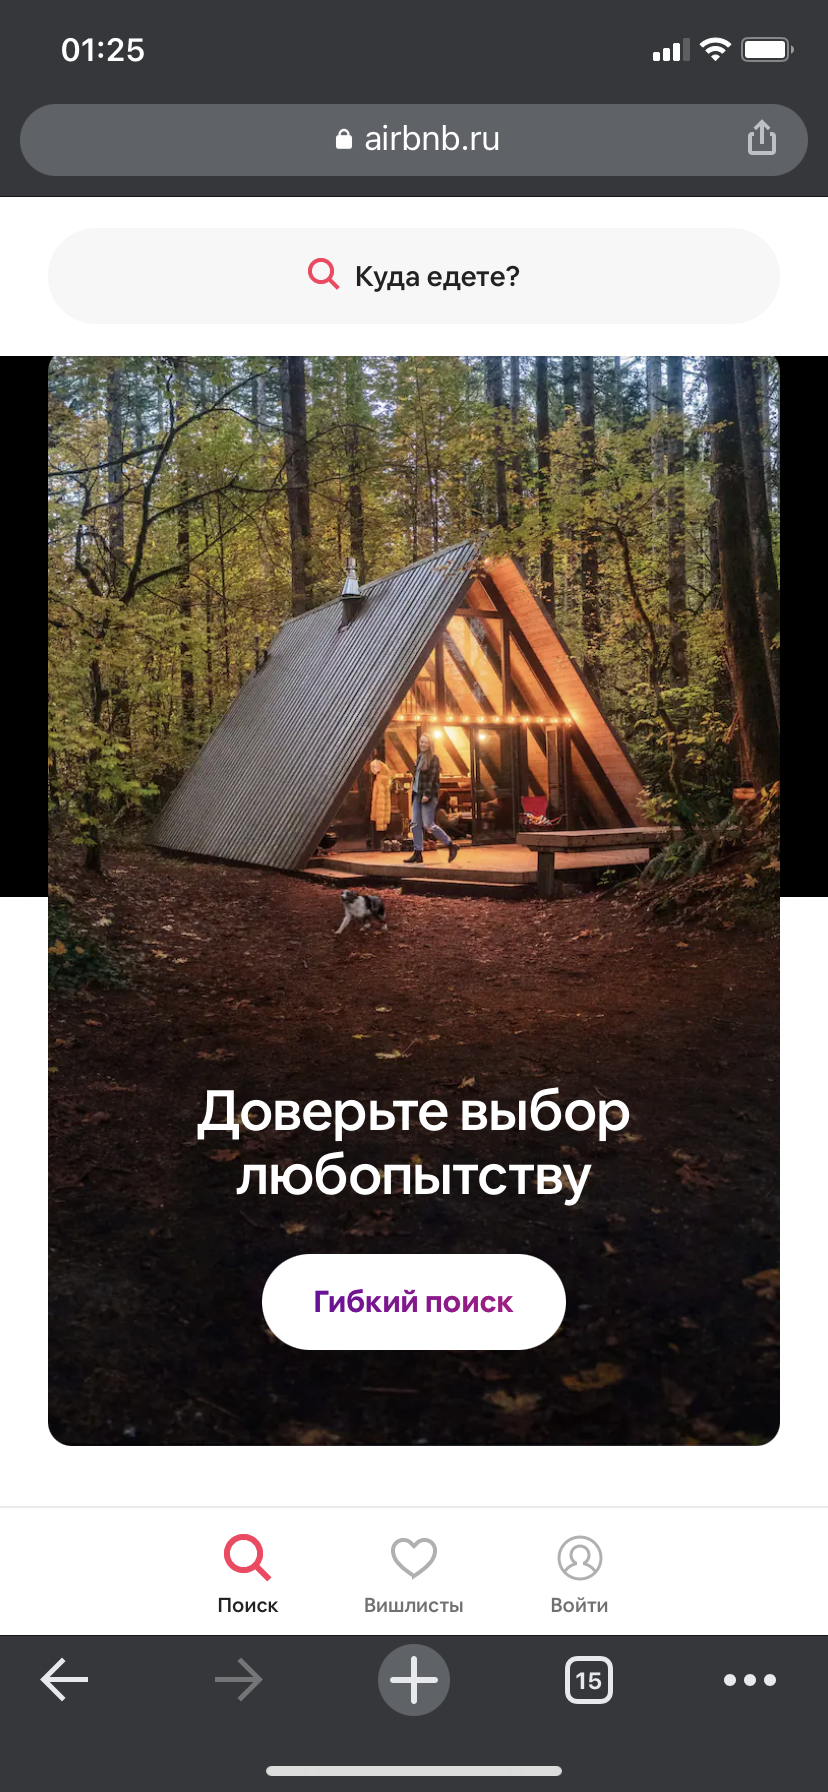 01:25
airbnb.ru
Куда едете?
Доверьте выбор
любопытству
Гибкий поиск
Поиск
Вишлисты
Войти
15